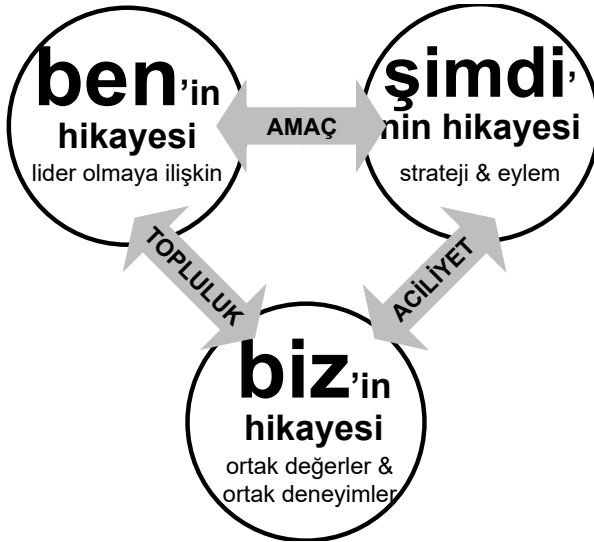 ben'in
hikayesi
lider olmaya ilişkin
AMAÇ
şimdi'
nin hikayesi
strateji & eylem
TOPLULUK
ACİLİYET
biz'in
hikayesi
ortak değerler &
ortak deneyimler